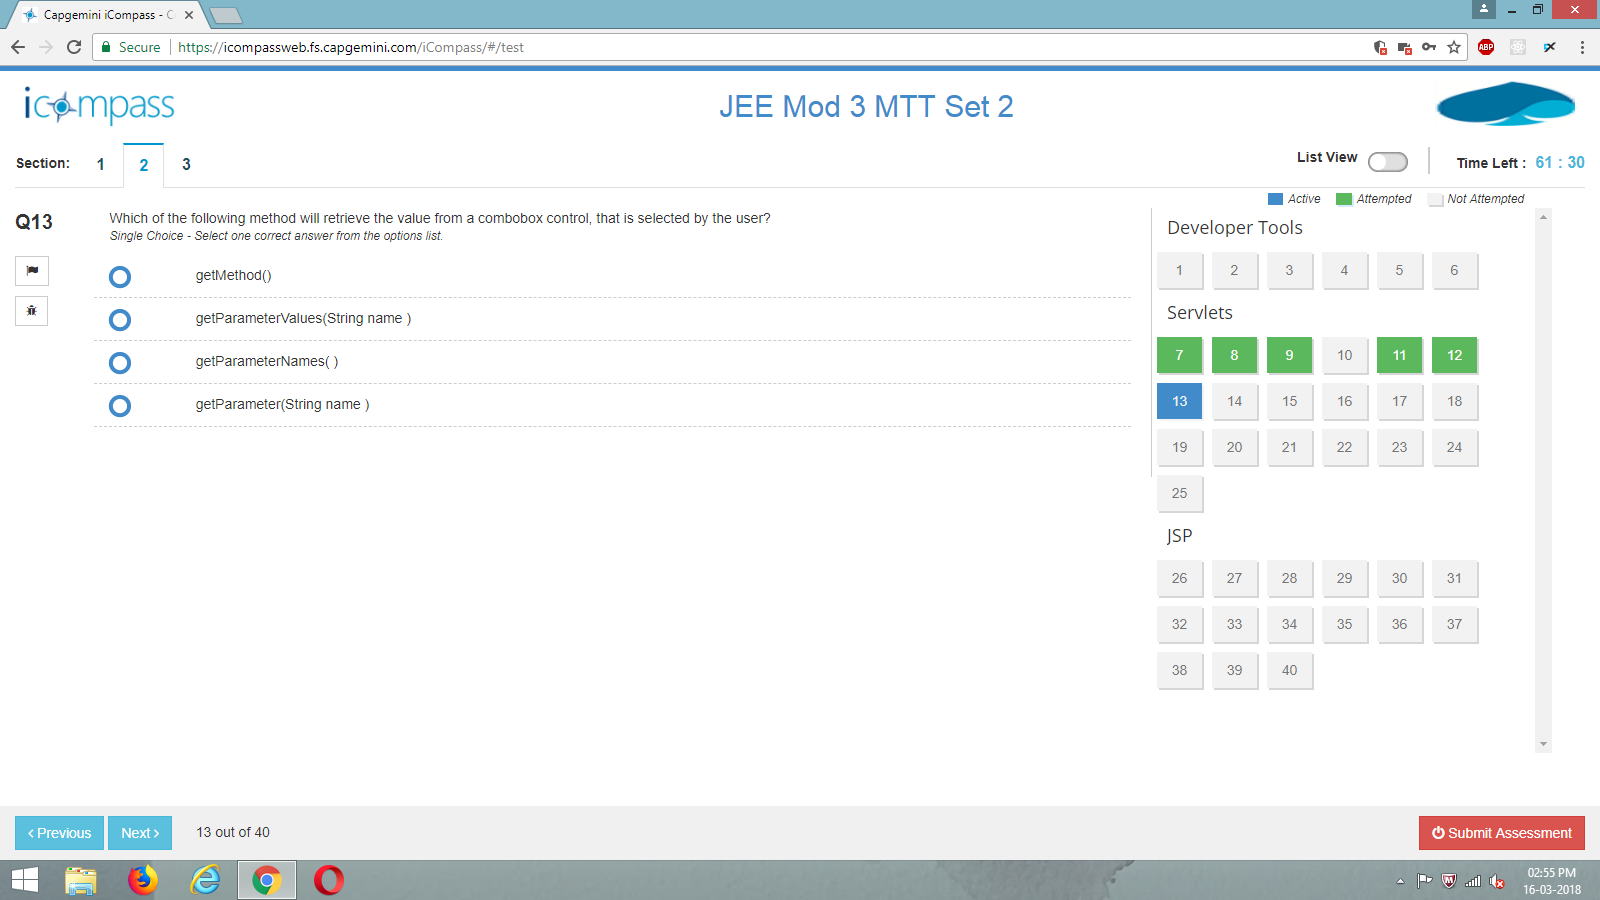 Capgemini iCompass - C
Secure
https://icompassweb.fs.capgemini.com/iCompass/#/test
ABP
icompass
JEE Mod 3 MTT Set 2
Section: 1 2 3
List View
Time Left : 61 : 30
Active Attempted Not Attempted
Q13
Which of the following method will retrieve the value from a combobox control, that is selected by the user?
Single Choice - Select one correct answer from the options list.
getMethod()
getParameterValues(String name )
getParameterNames( )
getParameter(String name )
Developer Tools
1 2 3 4 5 6
Servlets
7 8 9 10 11 12
13 14 15 16 17 18
19 20 21 22 23 24
25
JSP
26 27 28 29 30 31
32 33 34 35 36 37
38 39 40
‹ Previous
Next ›
13 out of 40
Submit Assessment
02:55 PM
16-03-2018